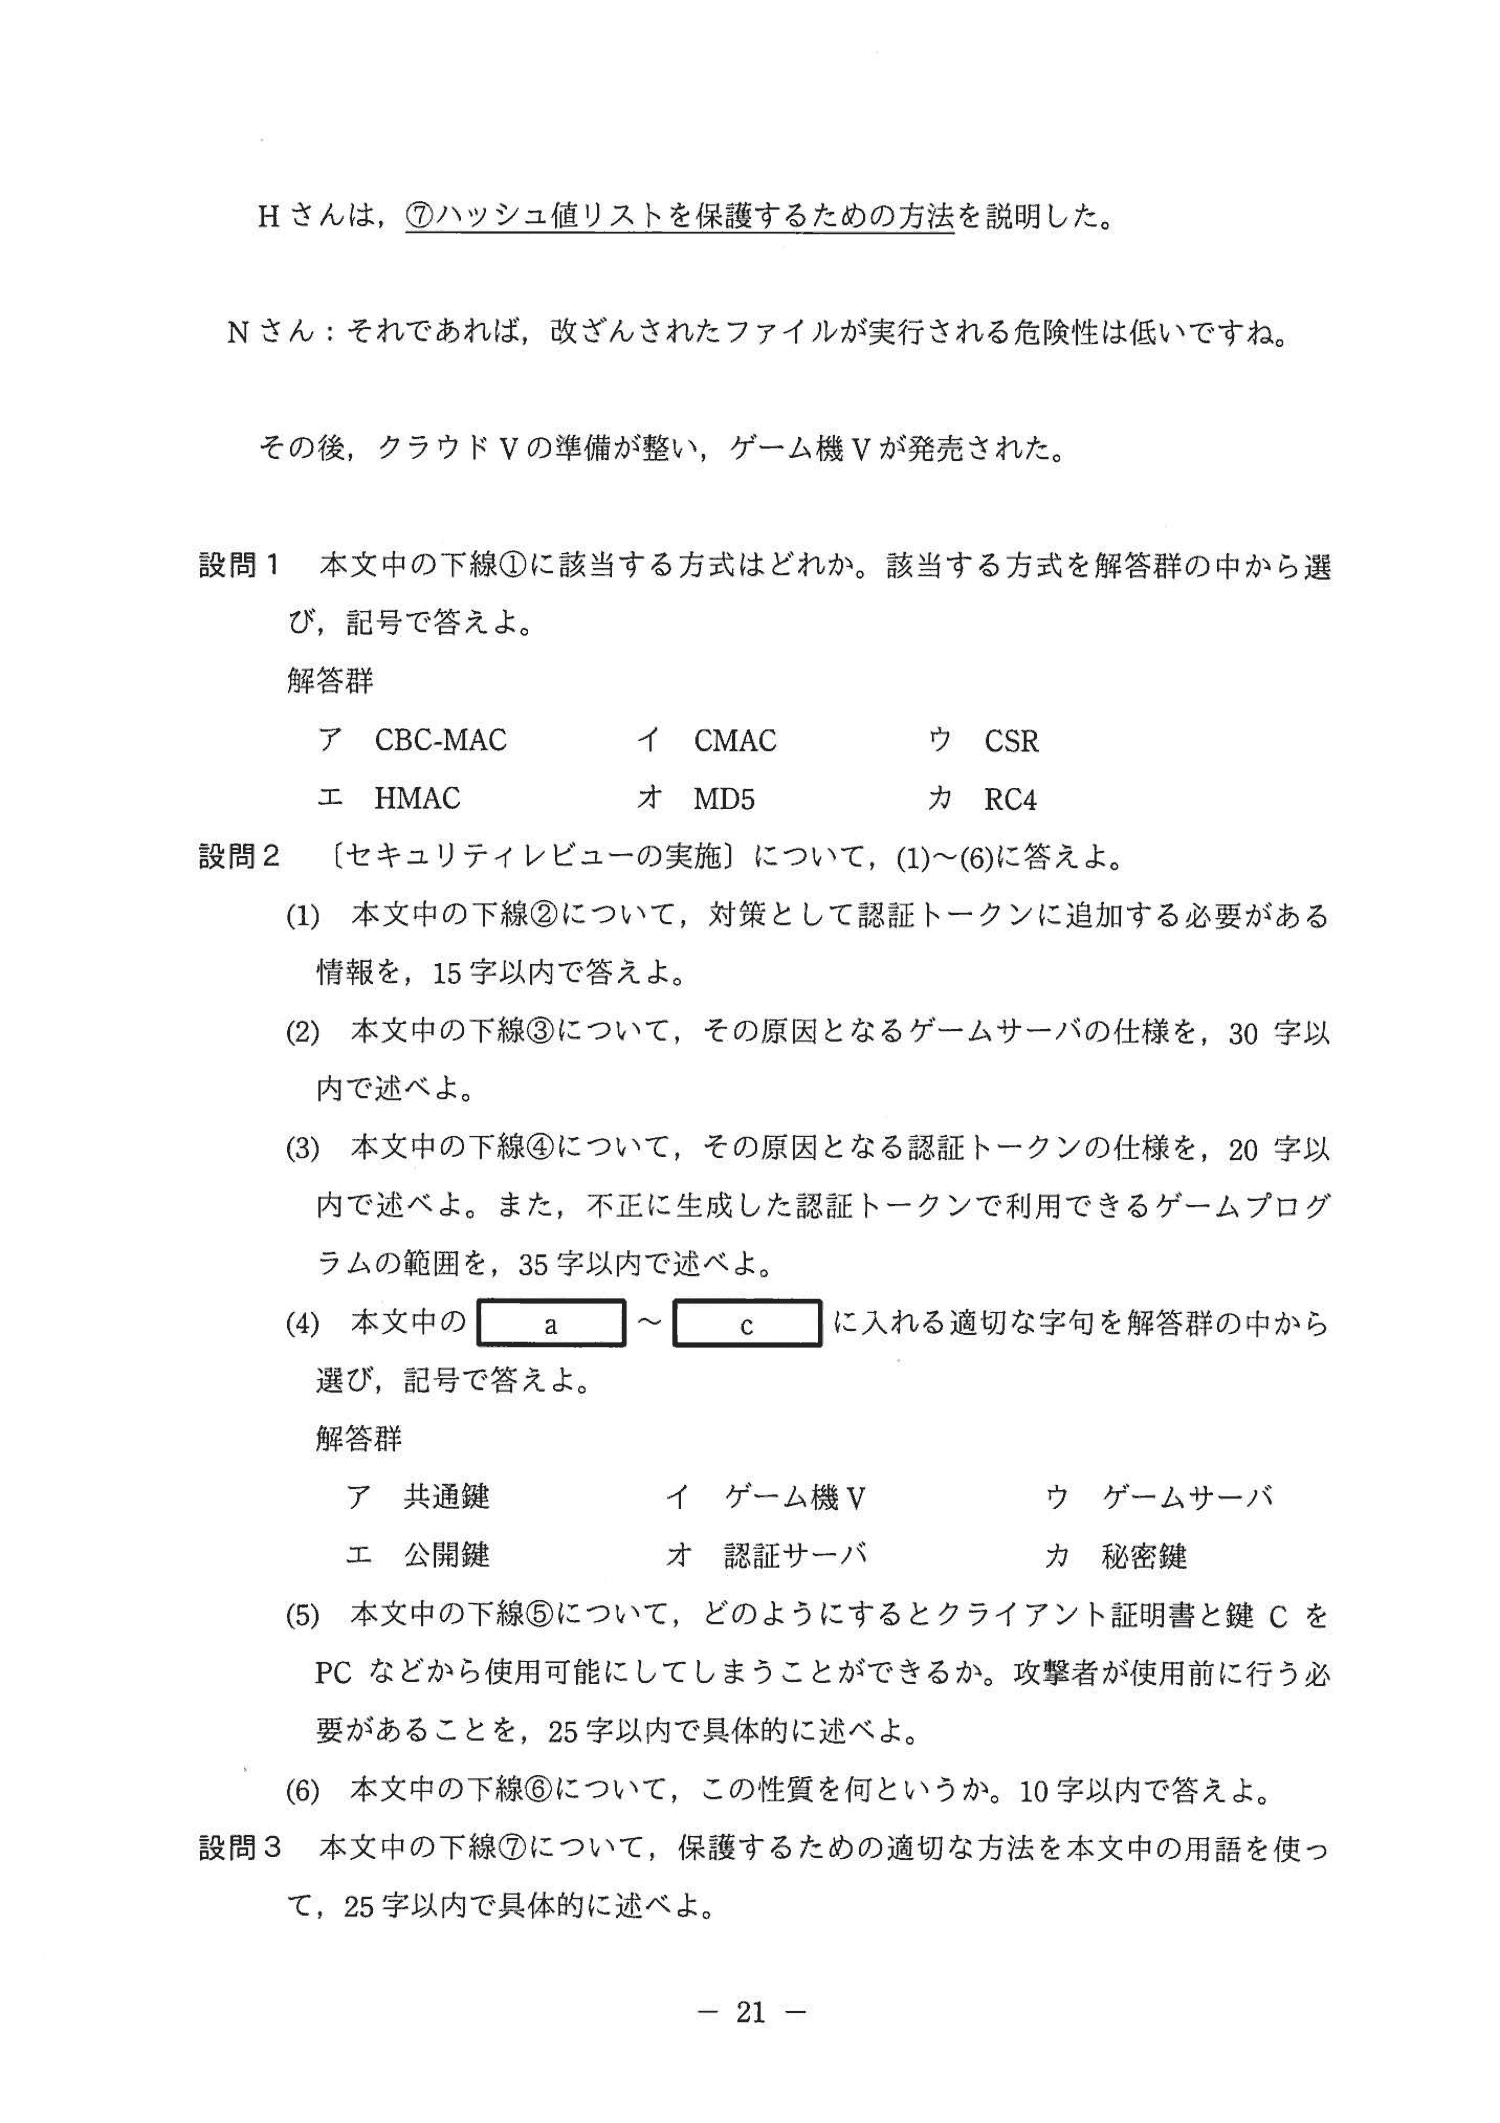 Hさんは，⑦ハッシュ値リストを保護するための方法を説明した。
Nさん：それであれば，改ざんされたファイルが実行される危険性は低いですね。
その後，クラウドVの準備が整い，ゲーム機Vが発売された。
設問1　本文中の下線①に該当する方式はどれか。該当する方式を解答群の中から選
び，記号で答えよ。
解答群
ア　CBC-MAC　イ　CMAC　ウ　CSR
エ　HMAC　オ　MD5　カ　RC4
設問2　〔セキュリティレビューの実施〕について，(1)～(6)に答えよ。
(1)　本文中の下線②について，対策として認証トークンに追加する必要がある
情報を，15字以内で答えよ。
(2)　本文中の下線③について，その原因となるゲームサーバの仕様を，30字以
内で述べよ。
(3)　本文中の下線④について，その原因となる認証トークンの仕様を，20字以
内で述べよ。また，不正に生成した認証トークンで利用できるゲームプログ
ラムの範囲を，35字以内で述べよ。
(4)　本文中の a ～ c に入れる適切な字句を解答群の中から
選び，記号で答えよ。
解答群
ア　共通鍵　イ　ゲーム機V　ウ　ゲームサーバ
エ　公開鍵　オ　認証サーバ　カ　秘密鍵
(5)　本文中の下線⑤について，どのようにするとクライアント証明書と鍵Cを
PCなどから使用可能にしてしまうことができるか。攻撃者が使用前に行う必
要があることを，25字以内で具体的に述べよ。
(6)　本文中の下線⑥について，この性質を何というか。10字以内で答えよ。
設問3　本文中の下線⑦について，保護するための適切な方法を本文中の用語を使っ
て，25字以内で具体的に述べよ。
－ 21 －